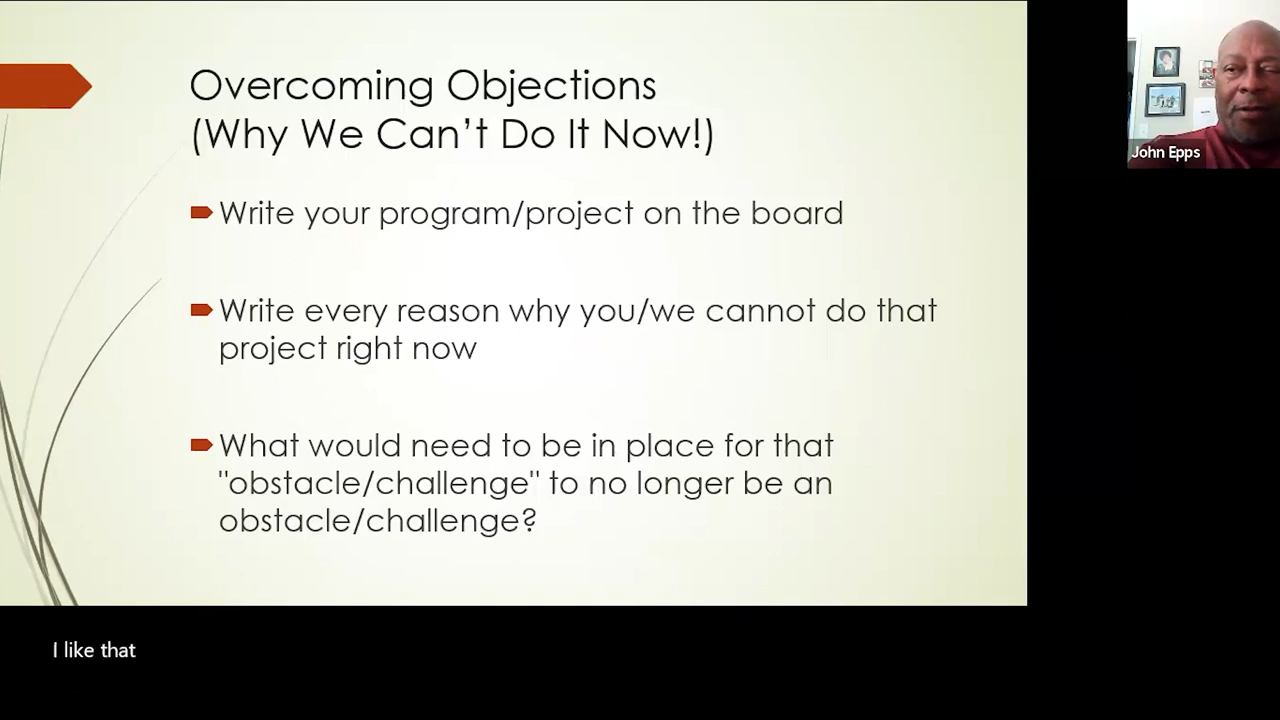 Overcoming Objections
(Why We Can’t Do It Now!)
Write your program/project on the board
Write every reason why you/we cannot do that
project right now
What would need to be in place for that
"obstacle/challenge" to no longer be an
obstacle/challenge?
John Epps
I like that